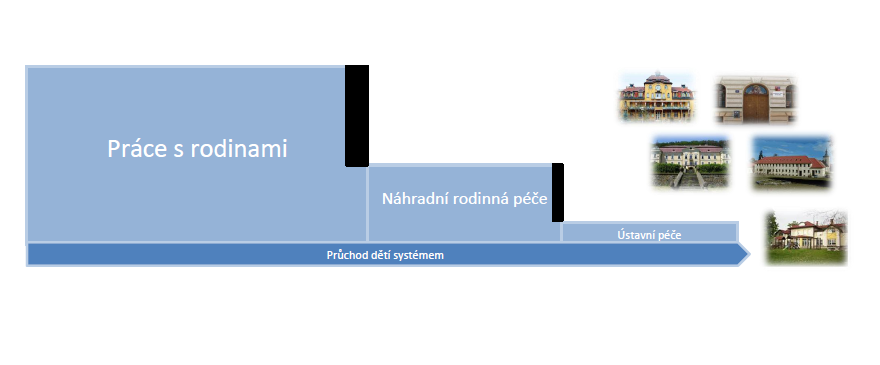 Práce s rodinami
Náhradní rodinná péče
Ústavní péče
Průchod dětí systémem